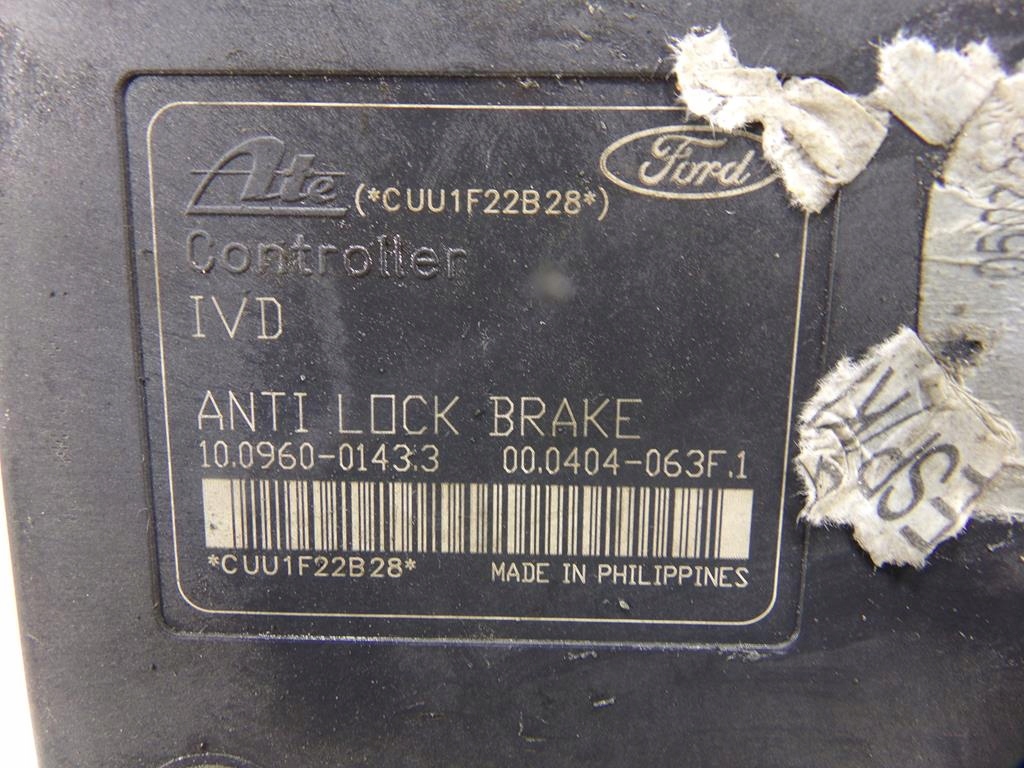 Ate (*CUU1F22B28*) Ford
Controller
IVD
ANTI LOCK BRAKE
10.0960-0143.3 00.0404-063F.1
*CUU1F22B28* MADE IN PHILIPPINES